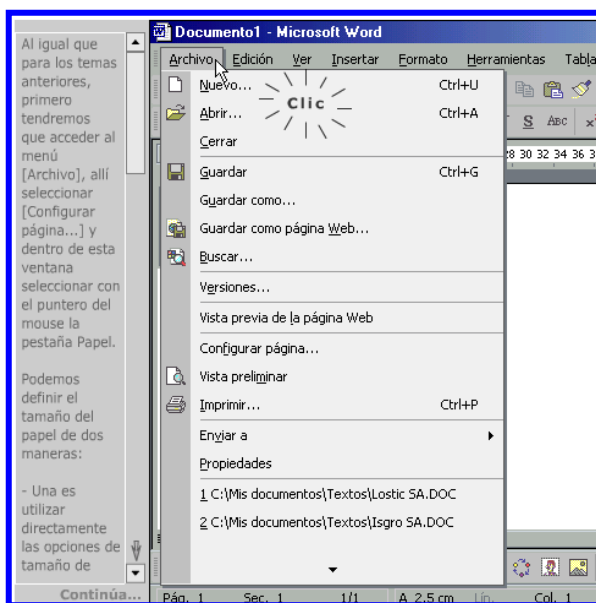 Al igual que
para los temas
anteriores,
primero
tendremos
que acceder al
menú
[Archivo], allí
seleccionar
[Configurar
página...] y
dentro de esta
ventana
seleccionar con
el puntero del
mouse la
pestaña Papel.
Podemos
definir el
tamaño del
papel de dos
maneras:
- Una es
utilizar
directamente
las opciones de
tamaño de
Continúa...
Documento1 - Microsoft Word
Archivo Edición Ver Insertar Formato Herramientas Tabla
Nuevo... Ctrl+U
Clic
Abrir... Ctrl+A
Cerrar
Guardar Ctrl+G
Guardar como...
Guardar como página Web...
Buscar...
Versiones...
Vista previa de la página Web
Configurar página...
Vista preliminar
Imprimir... Ctrl+P
Enviar a
Propiedades
1 C:\Mis documentos\Textos\Lostic SA.DOC
2 C:\Mis documentos\Textos\Isgro SA.DOC
S ABC x²
28 30 32 34 36
Pág. 1 Sec. 1 1/1 A 2,5 cm Lín. Col. 1